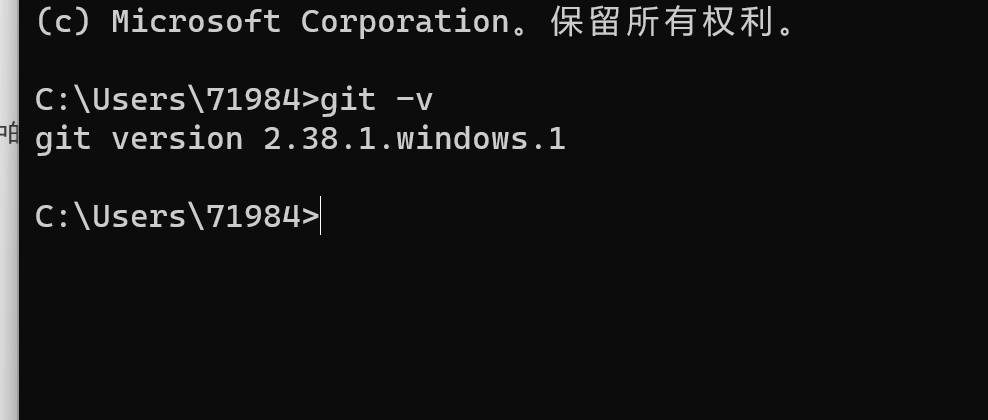 (c) Microsoft Corporation。保留所有权利。
C:\Users\71984>git -v
git version 2.38.1.windows.1
C:\Users\71984>